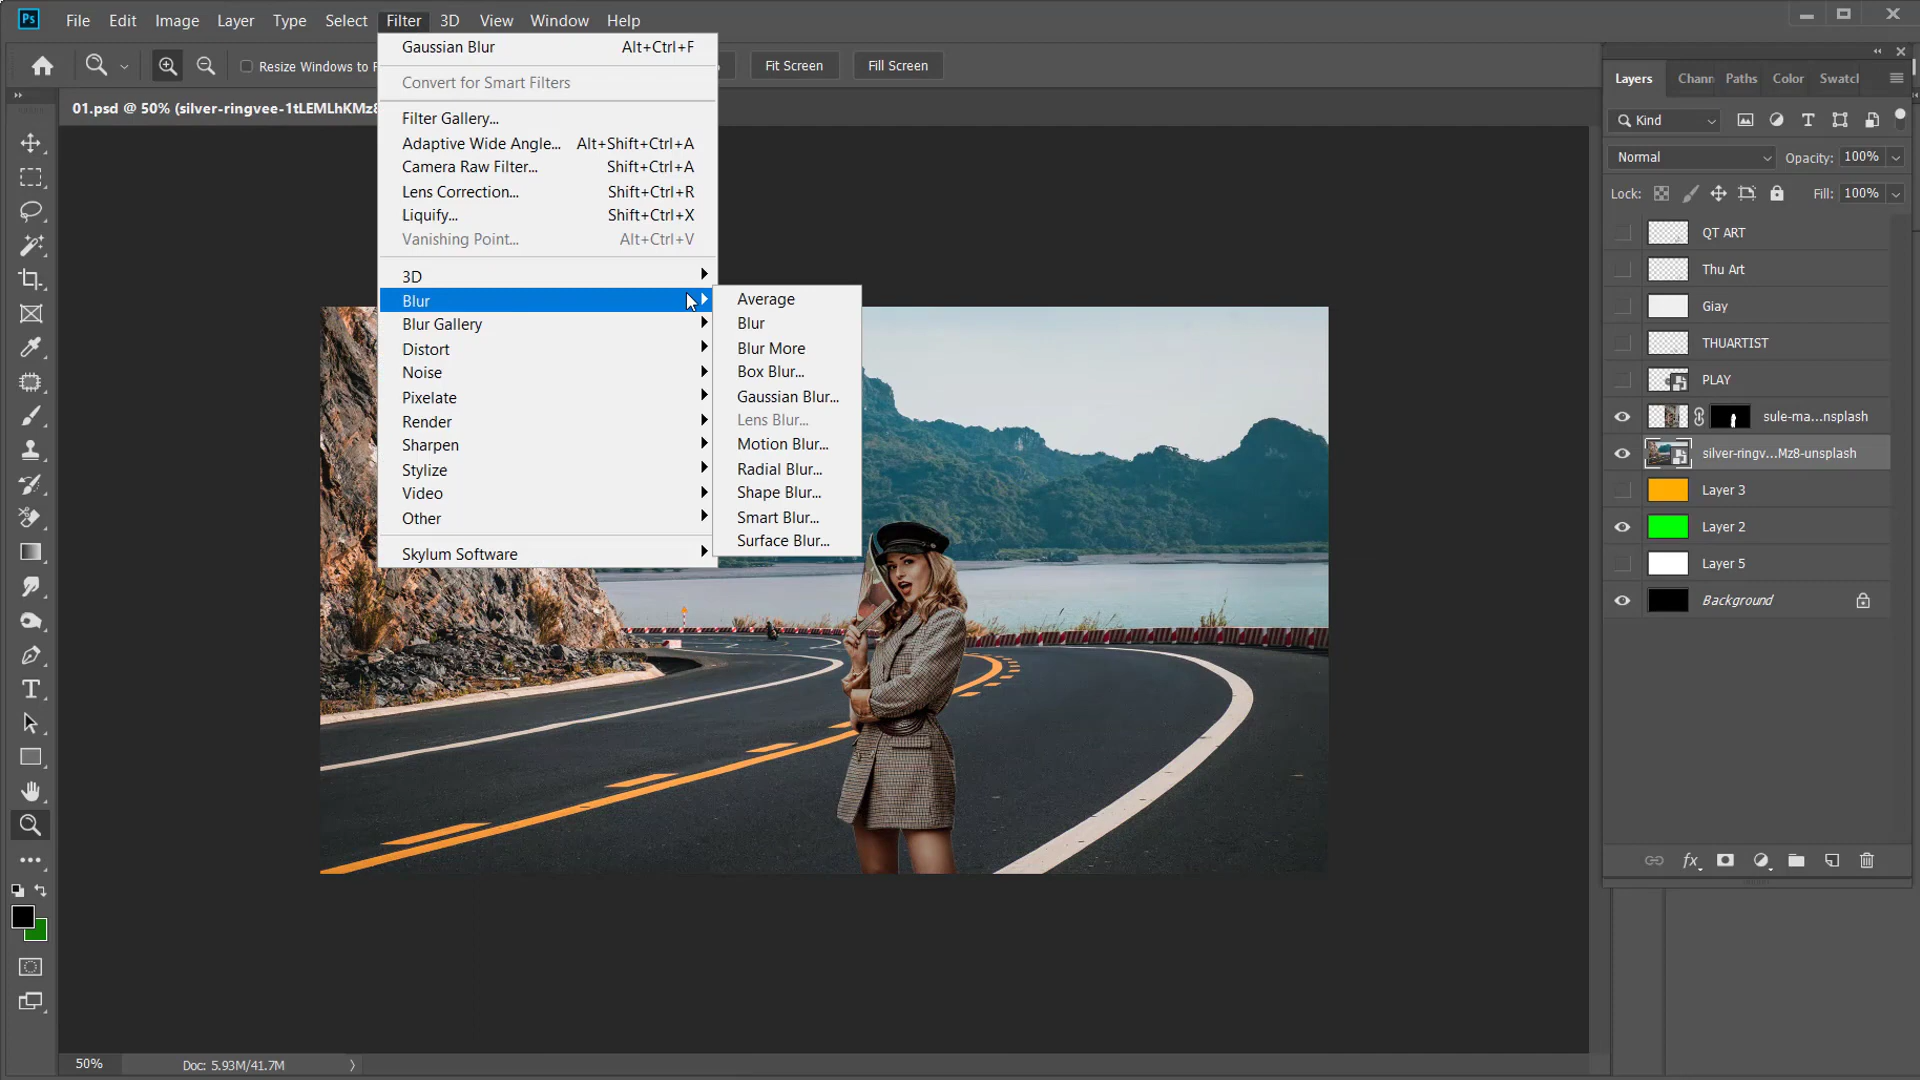 Ps File Edit Image Layer Type Select Filter 3D View Window Help
Resize Windows to F
Fit Screen Fill Screen
01.psd @ 50% (silver-ringvee-1tLEMLhKMz8
Gaussian Blur Alt+Ctrl+F
Convert for Smart Filters
Filter Gallery...
Adaptive Wide Angle... Alt+Shift+Ctrl+A
Camera Raw Filter... Shift+Ctrl+A
Lens Correction... Shift+Ctrl+R
Liquify... Shift+Ctrl+X
Vanishing Point... Alt+Ctrl+V
3D
Blur
Blur Gallery
Distort
Noise
Pixelate
Render
Sharpen
Stylize
Video
Other
Skylum Software
Average
Blur
Blur More
Box Blur...
Gaussian Blur...
Lens Blur...
Motion Blur...
Radial Blur...
Shape Blur...
Smart Blur...
Surface Blur...
Layers Chann Paths Color Swatcl
Kind
Normal Opacity: 100%
Lock: Fill: 100%
QT ART
Thu Art
Giay
THUARTIST
PLAY
sule-ma...nsplash
silver-ringv...Mz8-unsplash
Layer 3
Layer 2
Layer 5
Background
fx
50% Doc: 5.93M/41.7M